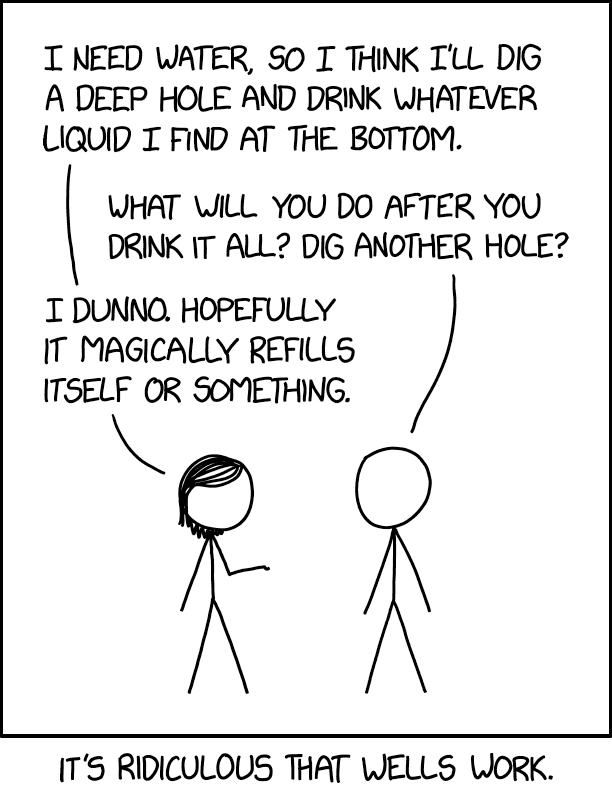 I NEED WATER, SO I THINK I'LL DIG
A DEEP HOLE AND DRINK WHATEVER
LIQUID I FIND AT THE BOTTOM.
WHAT WILL YOU DO AFTER YOU
DRINK IT ALL? DIG ANOTHER HOLE?
I DUNNO. HOPEFULLY
IT MAGICALLY REFILLS
ITSELF OR SOMETHING.
IT'S RIDICULOUS THAT WELLS WORK.